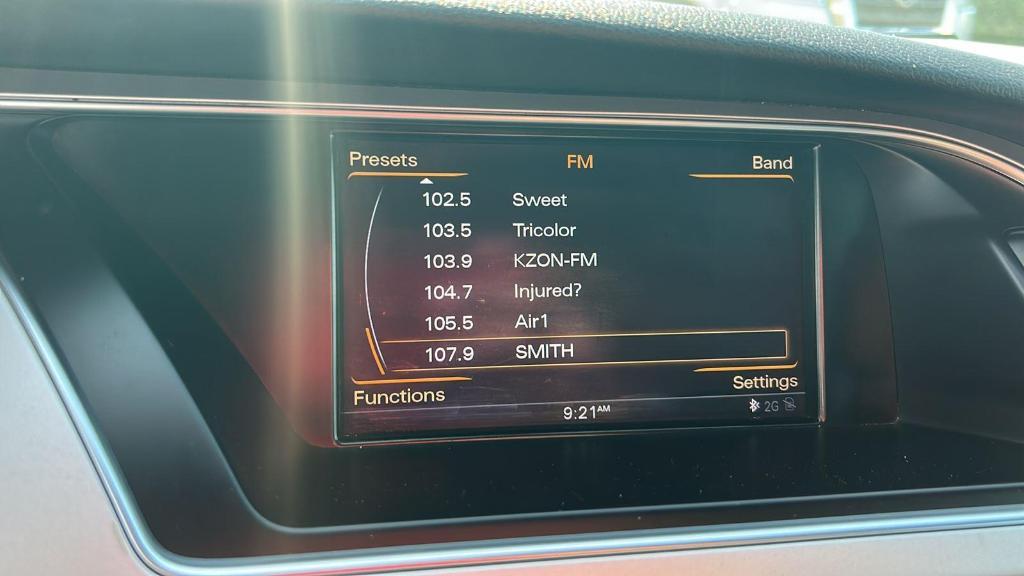 Presets FM Band
102.5 Sweet
103.5 Tricolor
103.9 KZON-FM
104.7 Injured?
105.5 Air1
107.9 SMITH
Functions Settings
9:21AM 2G